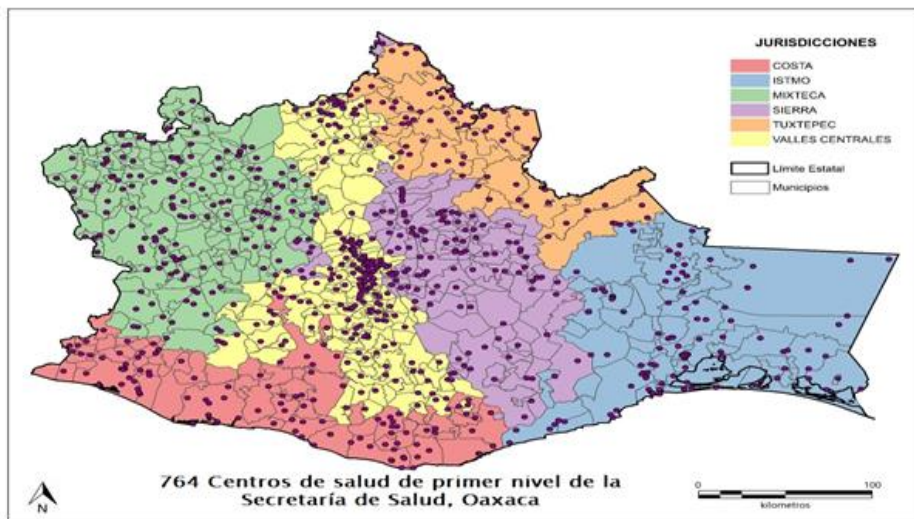 JURISDICCIONES
COSTA
ISTMO
MIXTECA
SIERRA
TUXTEPEC
VALLES CENTRALES
Límite Estatal
Municipios
764 Centros de salud de primer nivel de la
Secretaría de Salud, Oaxaca
N
0 100
kilometros